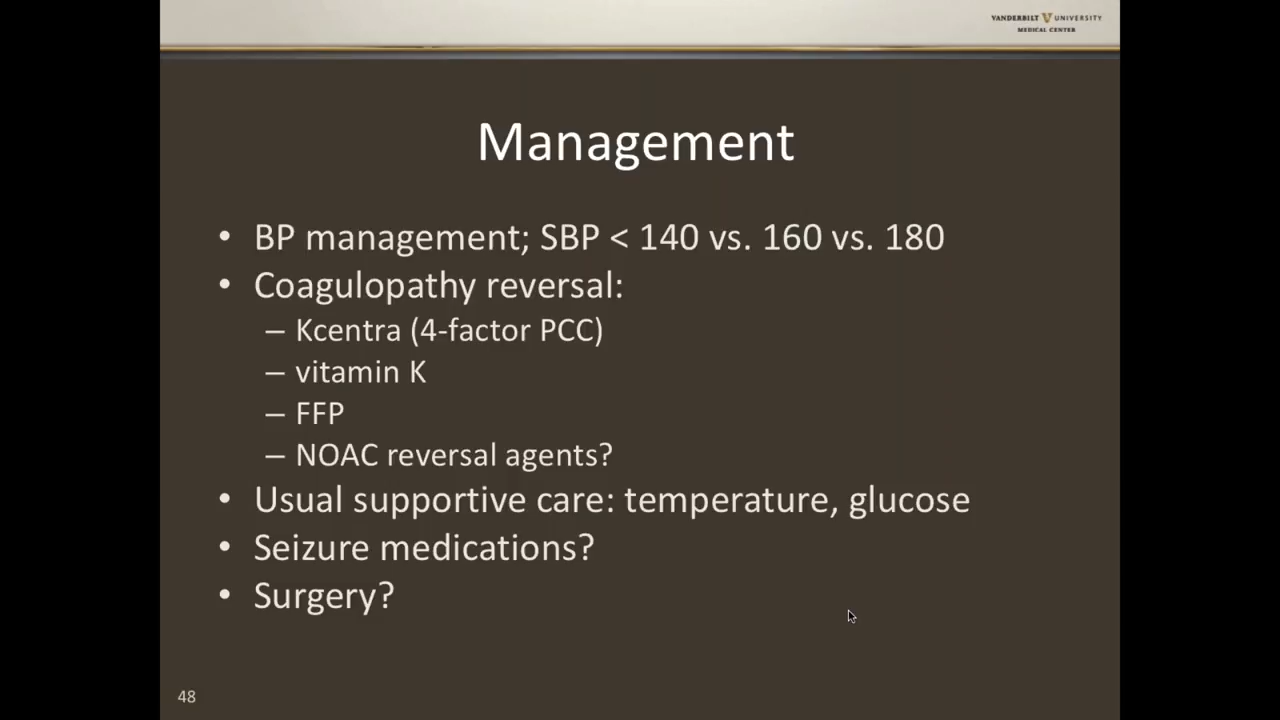 VANDERBILT V UNIVERSITY
MEDICAL CENTER
Management
• BP management; SBP < 140 vs. 160 vs. 180
• Coagulopathy reversal:
– Kcentra (4-factor PCC)
– vitamin K
– FFP
– NOAC reversal agents?
• Usual supportive care: temperature, glucose
• Seizure medications?
• Surgery?
48